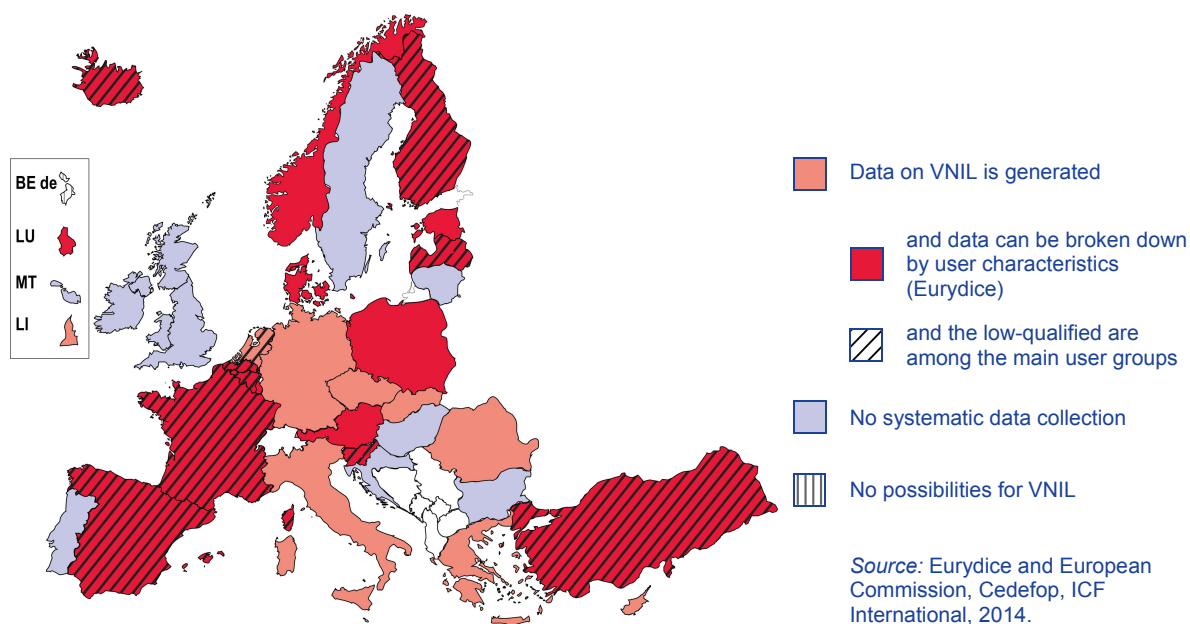 BE de
LU
MT
LI
Data on VNIL is generated
and data can be broken down
by user characteristics
(Eurydice)
and the low-qualified are
among the main user groups
No systematic data collection
No possibilities for VNIL
Source: Eurydice and European
Commission, Cedefop, ICF
International, 2014.